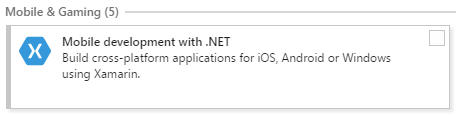 Mobile & Gaming (5)
Mobile development with .NET
Build cross-platform applications for iOS, Android or Windows
using Xamarin.